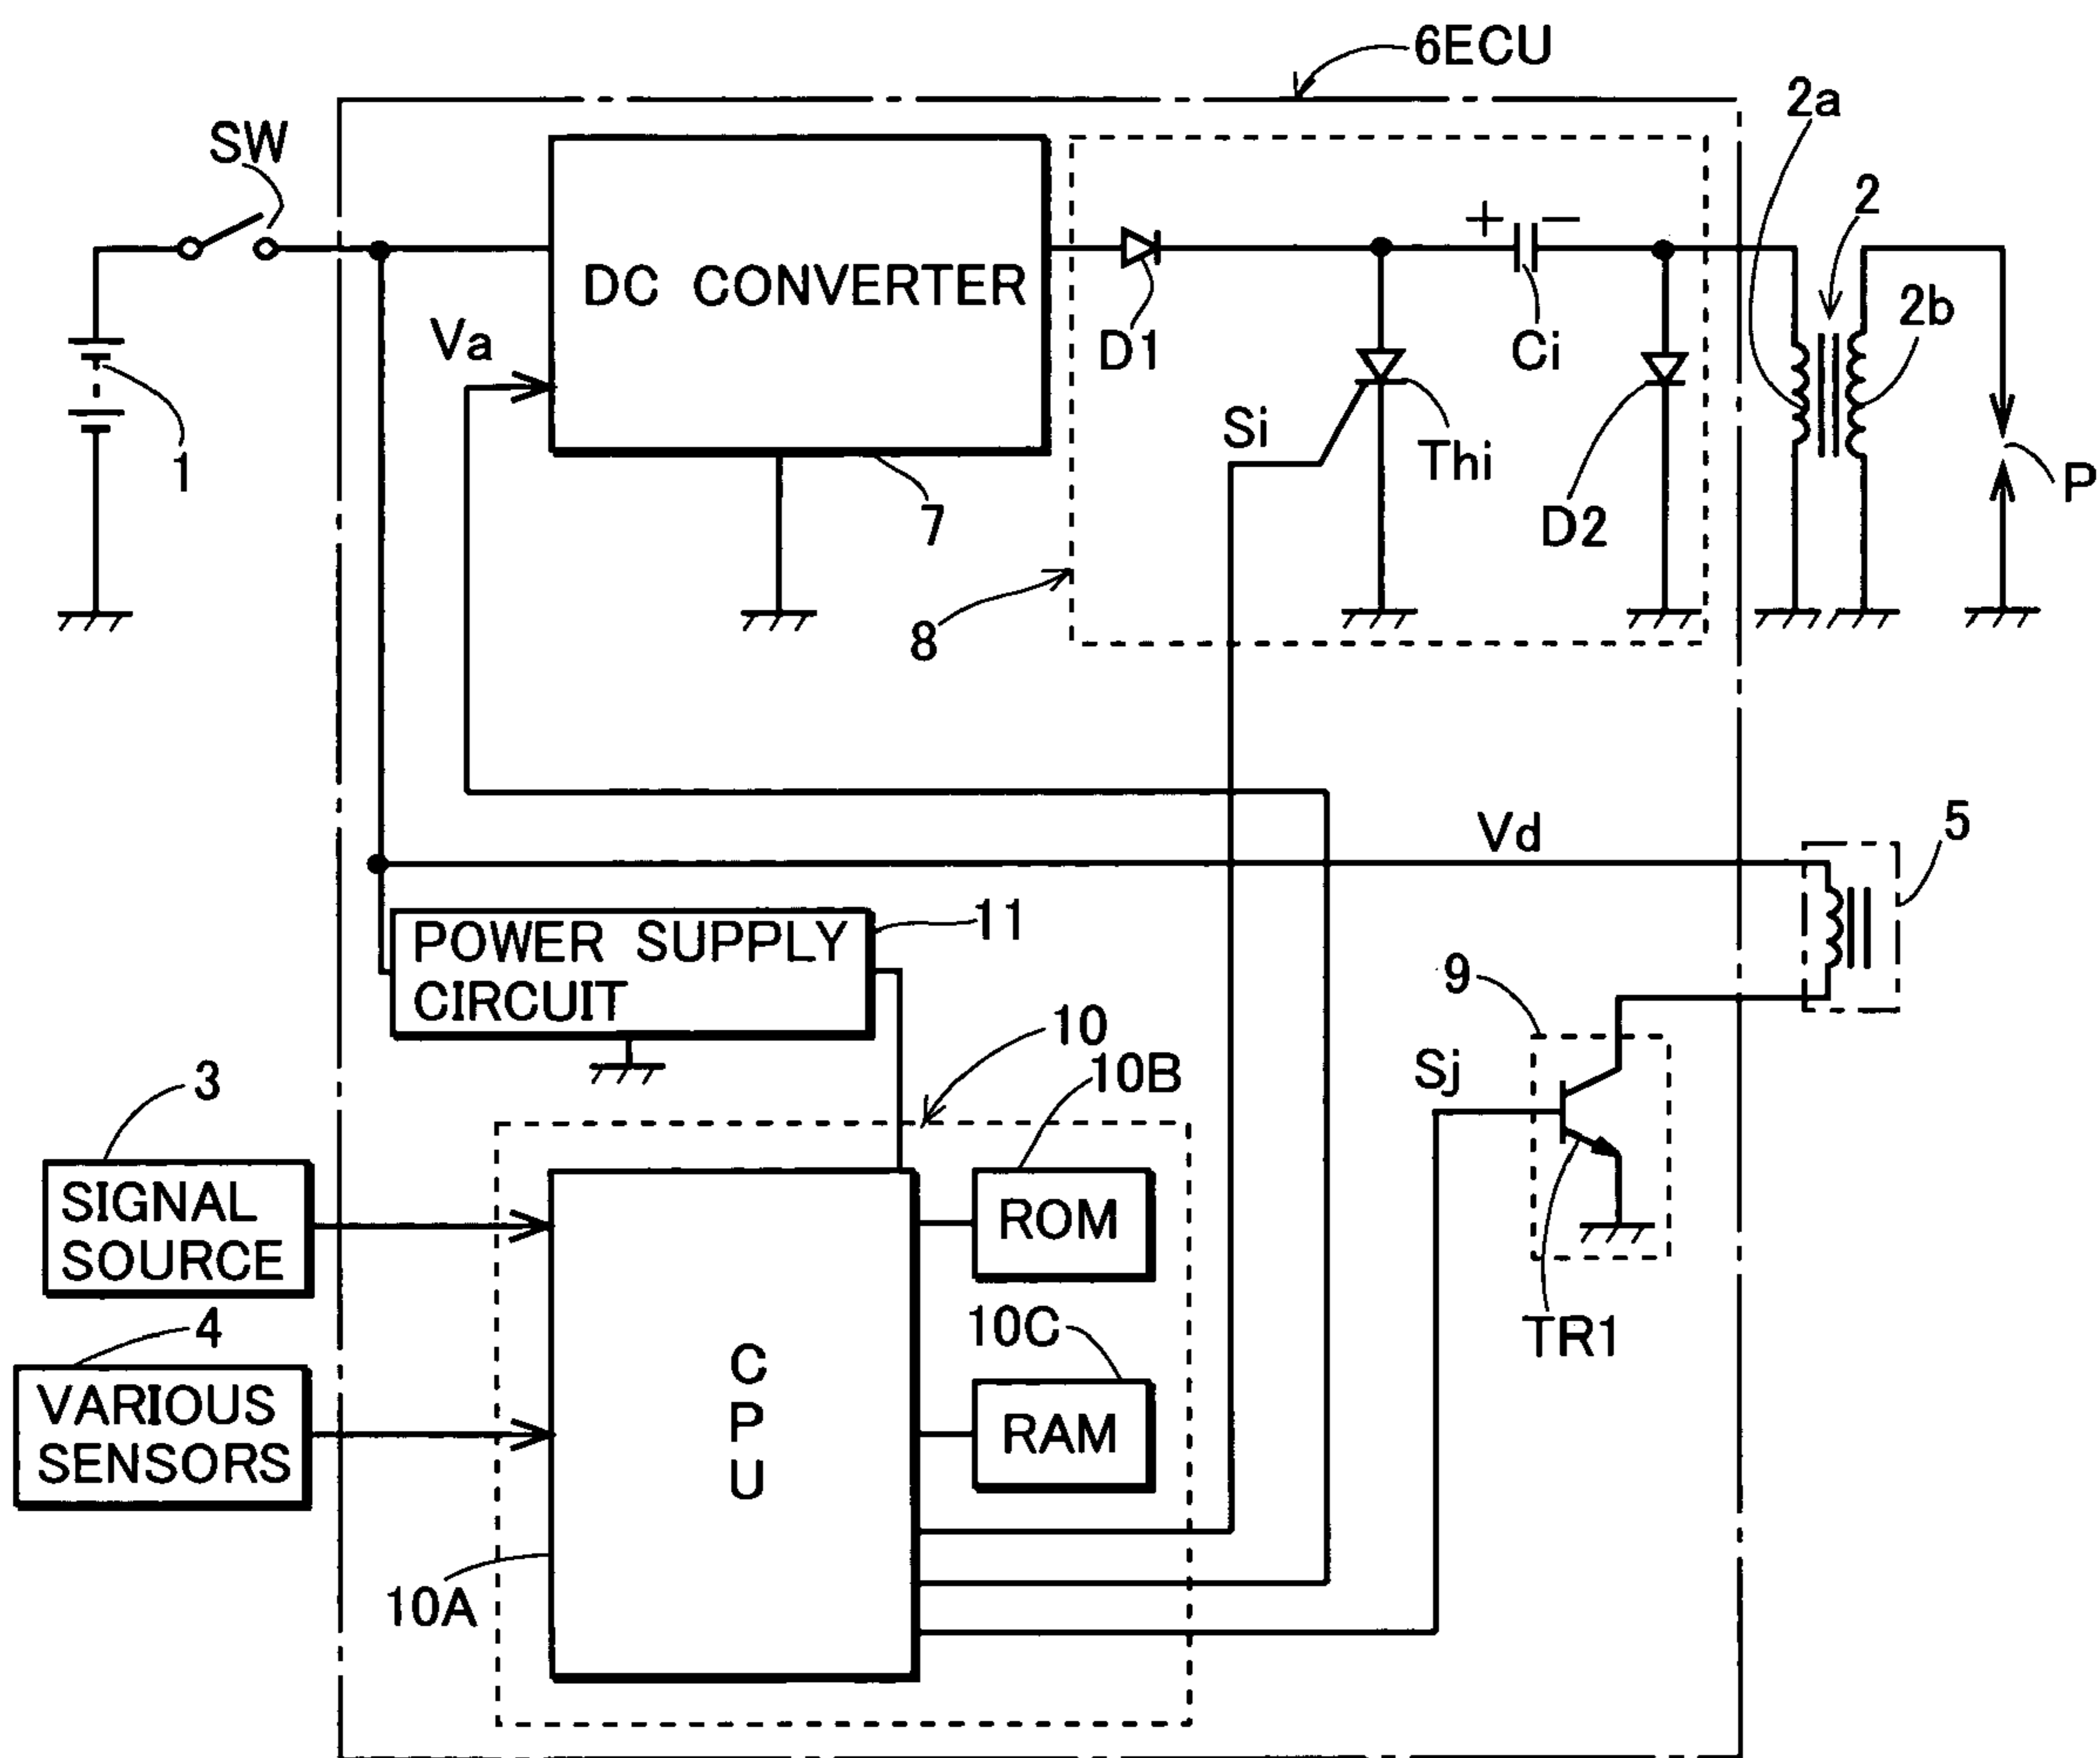 6ECU
2a
SW
2
DC CONVERTER
+
−
2b
Va
D1
Ci
1
Si
Thi
P
7
D2
8
Vd
5
POWER SUPPLY
CIRCUIT
11
9
10
10B
Sj
3
SIGNAL
SOURCE
ROM
4
10C
TR1
VARIOUS
SENSORS
C
P
U
RAM
10A